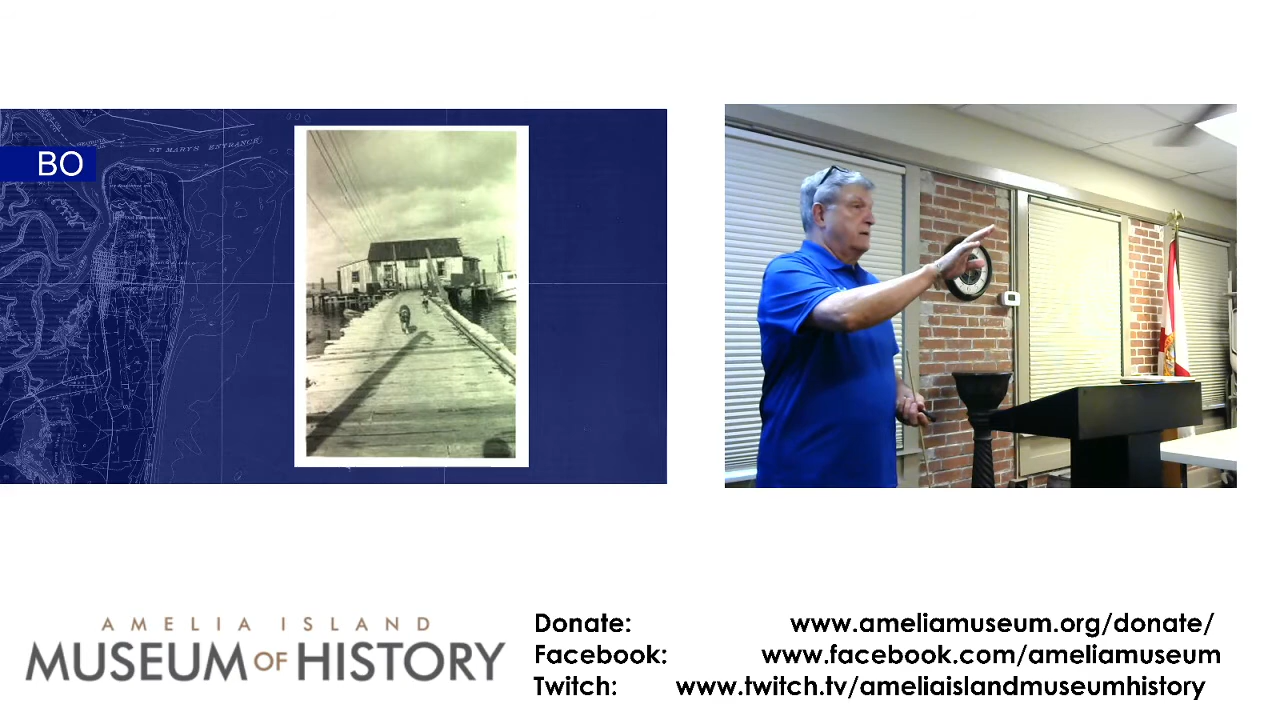 ST MARYS ENTRANCE
BO
AMELIA ISLAND
MUSEUM OF HISTORY
Donate: www.ameliamuseum.org/donate/
Facebook: www.facebook.com/ameliamuseum
Twitch: www.twitch.tv/ameliaislandmuseumhistory